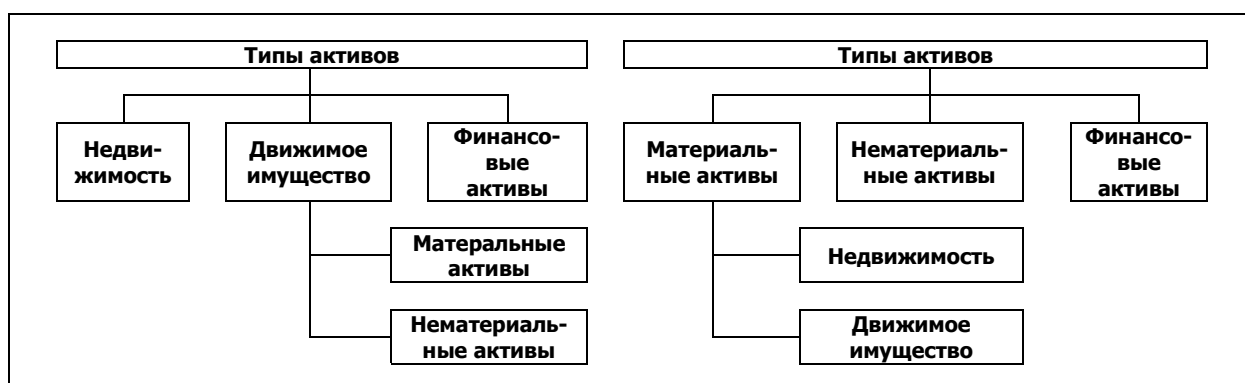 Типы активов
Недви-
жимость
Движимое
имущество
Финансо-
вые
активы
Матеральные
активы
Нематериаль-
ные активы
Типы активов
Материаль-
ные активы
Нематериаль-
ные активы
Финансо-
вые
активы
Недвижимость
Движимое
имущество